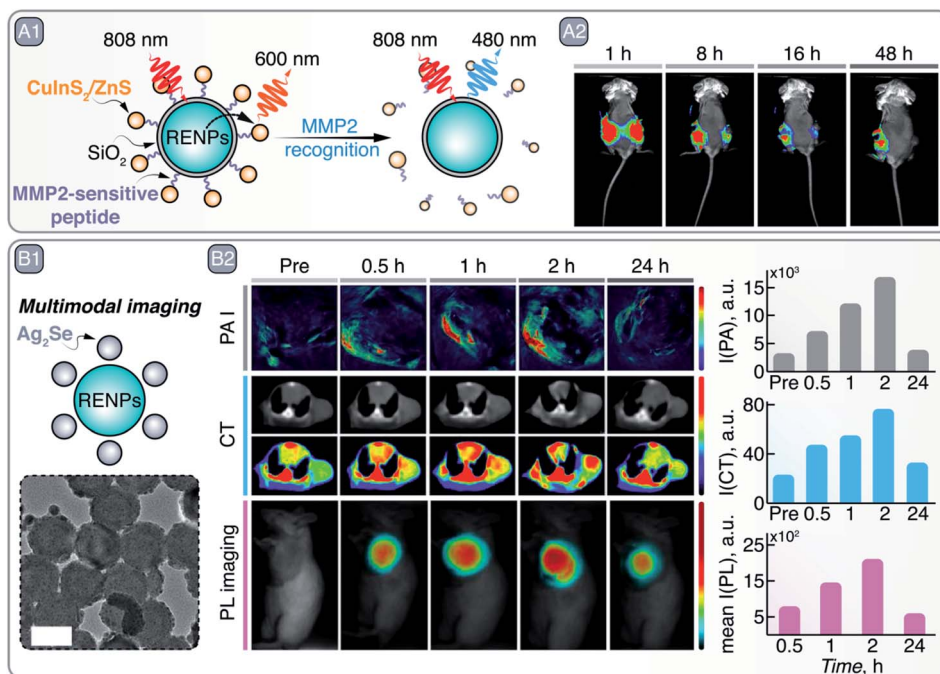 A1
808 nm
600 nm
CuInS₂/ZnS
RENPs
SiO₂
MMP2-sensitive
peptide
MMP2
recognition
808 nm
480 nm
A2
1 h
8 h
16 h
48 h
B1
Multimodal imaging
Ag₂Se
RENPs
B2
Pre
0.5 h
1 h
2 h
24 h
PA I
CT
PL imaging
I(PA), a.u.
x10³
15
10
5
0
Pre
0.5
1
2
24
I(CT), a.u.
80
40
0
Pre
0.5
1
2
24
mean I(PL), a.u.
x10²
25
15
5
0.5
1
2
24
Time, h